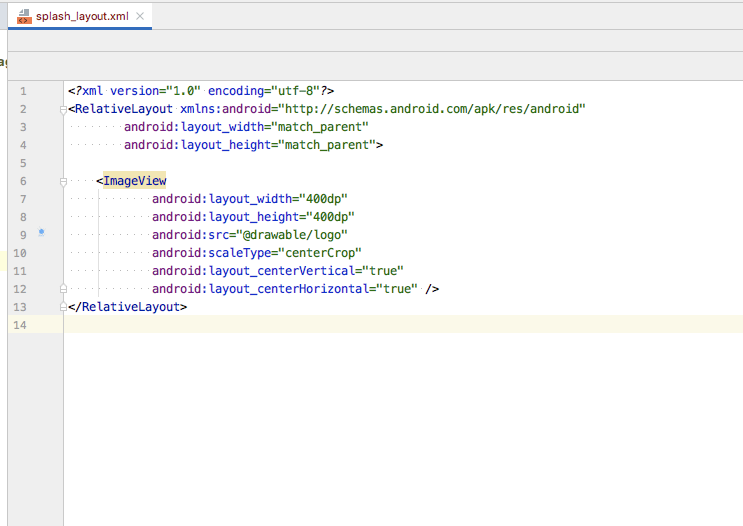 splash_layout.xml
1 <?xml version="1.0" encoding="utf-8"?>
2 <RelativeLayout xmlns:android="http://schemas.android.com/apk/res/android"
3 android:layout_width="match_parent"
4 android:layout_height="match_parent">
5
6 <ImageView
7 android:layout_width="400dp"
8 android:layout_height="400dp"
9 android:src="@drawable/logo"
10 android:scaleType="centerCrop"
11 android:layout_centerVertical="true"
12 android:layout_centerHorizontal="true" />
13 </RelativeLayout>
14